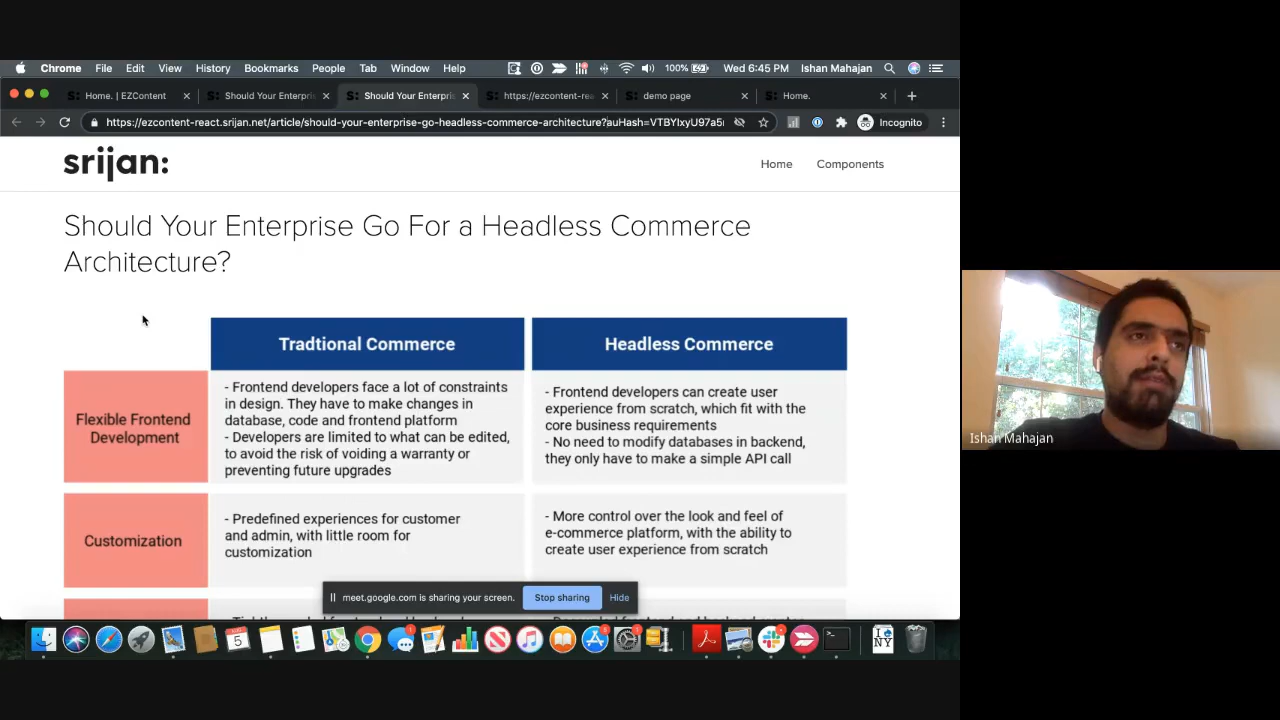 Chrome File Edit View History Bookmarks People Tab Window Help 100% Wed 6:45 PM Ishan Mahajan
Home. | EZContent
Should Your Enterpris
Should Your Enterpris
https://ezcontent-rea
demo page
Home.
https://ezcontent-react.srijan.net/article/should-your-enterprise-go-headless-commerce-architecture?auHash=VTBYIxyU97a5r
Incognito
srijan:
Home Components
Should Your Enterprise Go For a Headless Commerce
Architecture?
Tradtional Commerce
Headless Commerce
Flexible Frontend
Development
- Frontend developers face a lot of constraints
in design. They have to make changes in
database, code and frontend platform
- Developers are limited to what can be edited,
to avoid the risk of voiding a warranty or
preventing future upgrades
- Frontend developers can create user
experience from scratch, which fit with the
core business requirements
- No need to modify databases in backend,
they only have to make a simple API call
Customization
- Predefined experiences for customer
and admin, with little room for
customization
- More control over the look and feel of
e-commerce platform, with the ability to
create user experience from scratch
meet.google.com is sharing your screen.
Stop sharing
Hide
Ishan Mahajan
5
I
NY